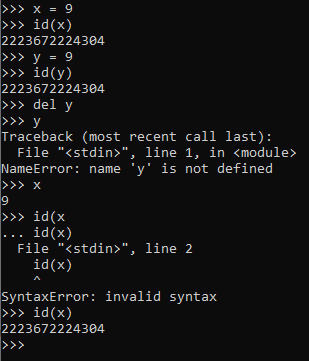 >>> x = 9
>>> id(x)
2223672224304
>>> y = 9
>>> id(y)
2223672224304
>>> del y
>>> y
Traceback (most recent call last):
  File "<stdin>", line 1, in <module>
NameError: name 'y' is not defined
>>> x
9
>>> id(x
... id(x)
  File "<stdin>", line 2
    id(x)
    ^
SyntaxError: invalid syntax
>>> id(x)
2223672224304
>>>